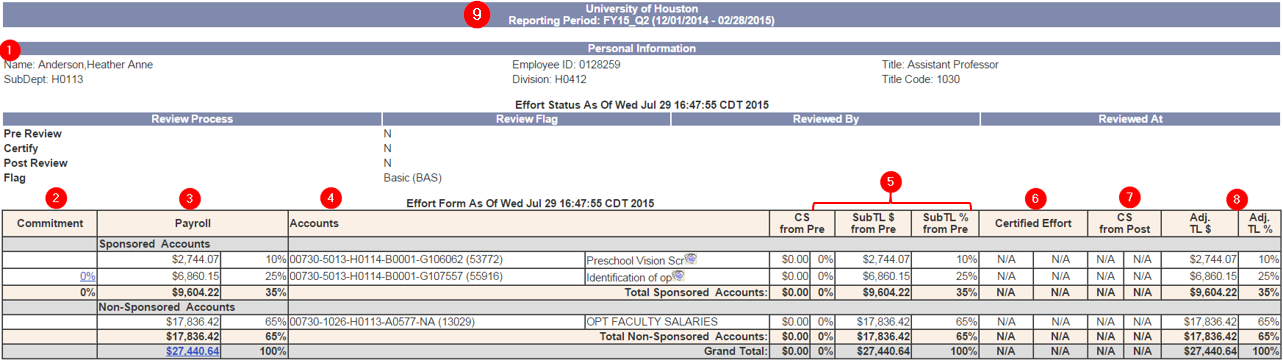 9
University of Houston
Reporting Period: FY15_Q2 (12/01/2014 - 02/28/2015)
1
Personal Information
Name: Anderson,Heather Anne Employee ID: 0128259 Title: Assistant Professor
SubDept: H0113 Division: H0412 Title Code: 1030
Effort Status As Of Wed Jul 29 16:47:55 CDT 2015
Review Process Review Flag Reviewed By Reviewed At
Pre Review N
Certify N
Post Review N
Flag Basic (BAS)
2 3 4 5 6 7 8
Effort Form As Of Wed Jul 29 16:47:55 CDT 2015
Commitment Payroll Accounts CS from Pre SubTL $ from Pre SubTL % from Pre Certified Effort CS from Post Adj. TL $ Adj. TL %
Sponsored Accounts
$2,744.07 10% 00730-5013-H0114-B0001-G106062 (53772) Preschool Vision Scr $0.00 0% $2,744.07 10% N/A N/A N/A N/A $2,744.07 10%
0% $6,860.15 25% 00730-5013-H0114-B0001-G107557 (55916) Identification of op $0.00 0% $6,860.15 25% N/A N/A N/A N/A $6,860.15 25%
0% $9,604.22 35% Total Sponsored Accounts: $0.00 0% $9,604.22 35% N/A N/A N/A N/A $9,604.22 35%
Non-Sponsored Accounts
$17,836.42 65% 00730-1026-H0113-A0577-NA (13029) OPT FACULTY SALARIES $0.00 0% $17,836.42 65% N/A N/A N/A N/A $17,836.42 65%
$17,836.42 65% Total Non-Sponsored Accounts: $0.00 0% $17,836.42 65% N/A N/A N/A N/A $17,836.42 65%
$27,440.64 100% Grand Total: $0.00 0% $27,440.64 100% N/A N/A N/A N/A $27,440.64 100%